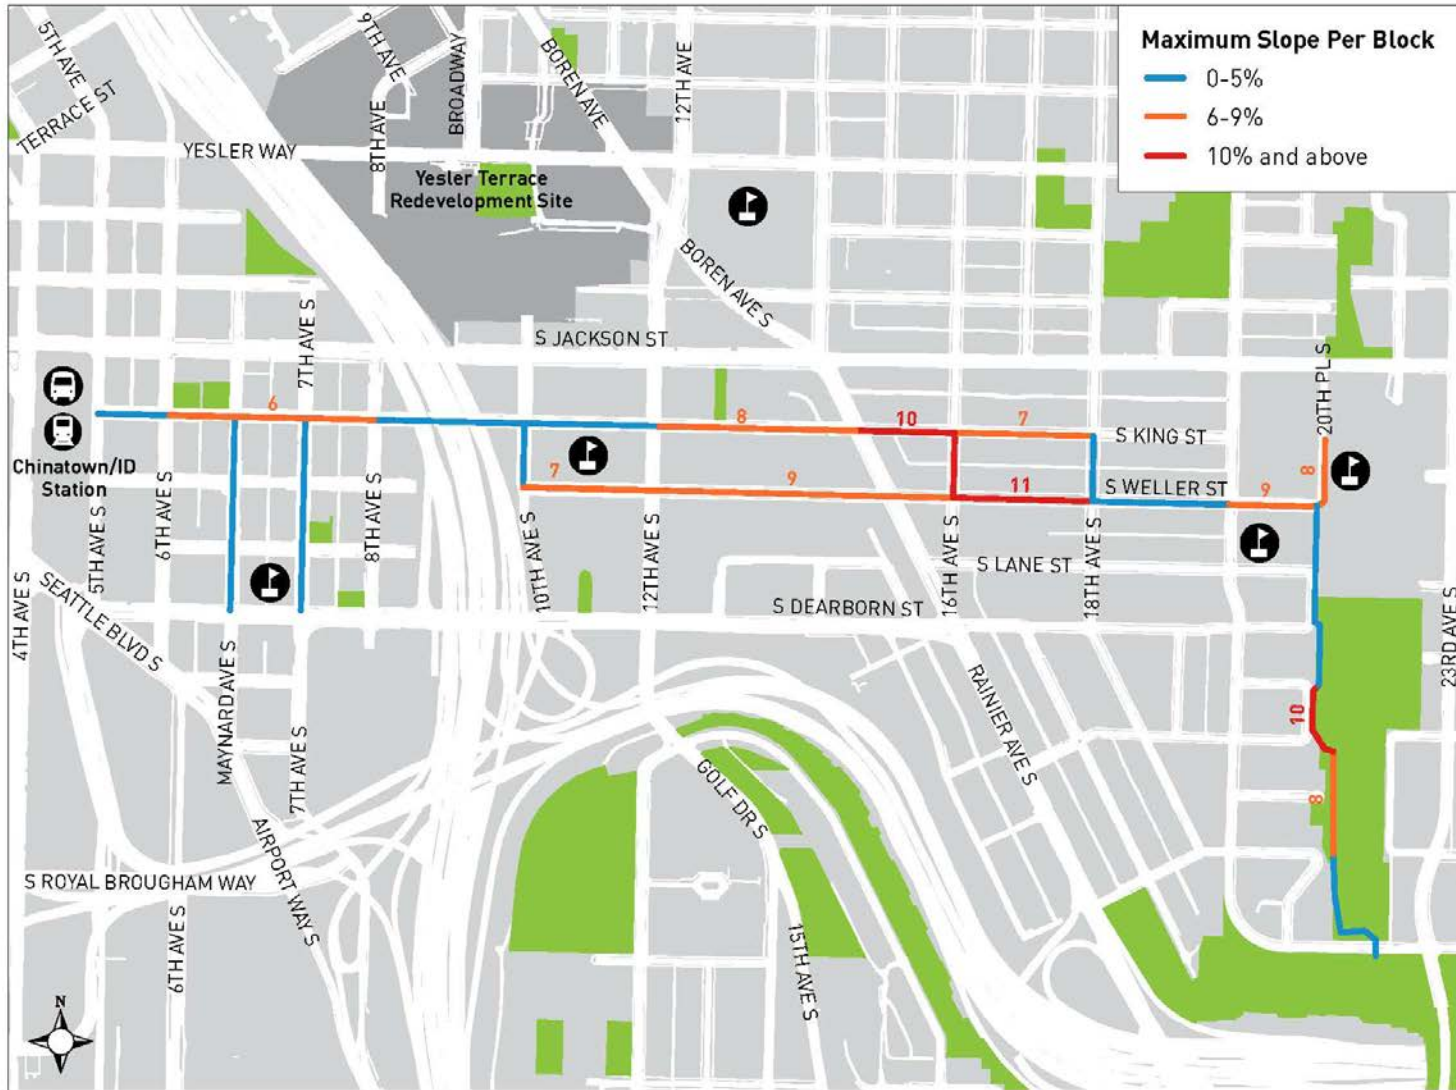 Maximum Slope Per Block
0-5%
6-9%
10% and above
5TH AVE
9TH AVE
BROADWAY
BOREN AVE
12TH AVE
TERRACE ST
8TH AVE
YESLER WAY
Yesler Terrace
Redevelopment Site
BOREN AVE S
7TH AVE S
S JACKSON ST
20TH PL S
6
8
10
7
S KING ST
Chinatown/ID
Station
7
9
11
S WELLER ST
9
8
5TH AVE S
6TH AVE S
8TH AVE S
10TH AVE S
12TH AVE S
16TH AVE S
18TH AVE S
S LANE ST
4TH AVE S
SEATTLE BLVD S
S DEARBORN ST
23RD AVE S
MAYNARD AVE S
7TH AVE S
RAINIER AVE S
10
GOLF DR S
8
AIRPORT WAY S
S ROYAL BROUGHAM WAY
6TH AVE S
15TH AVE S
N